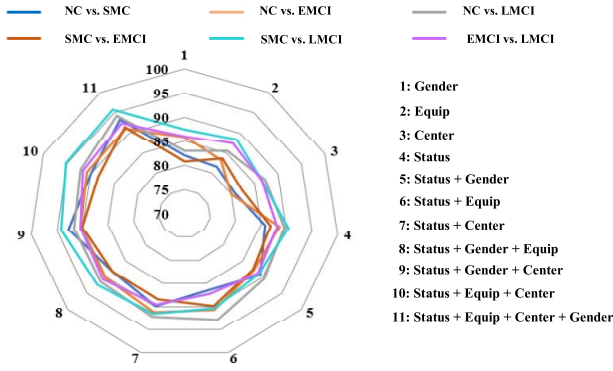 NC vs. SMC NC vs. EMCI NC vs. LMCI
SMC vs. EMCI SMC vs. LMCI EMCI vs. LMCI
1
2
3
4
5
6
7
8
9
10
11
100
95
90
85
80
75
70
1: Gender
2: Equip
3: Center
4: Status
5: Status + Gender
6: Status + Equip
7: Status + Center
8: Status + Gender + Equip
9: Status + Gender + Center
10: Status + Equip + Center
11: Status + Equip + Center + Gender